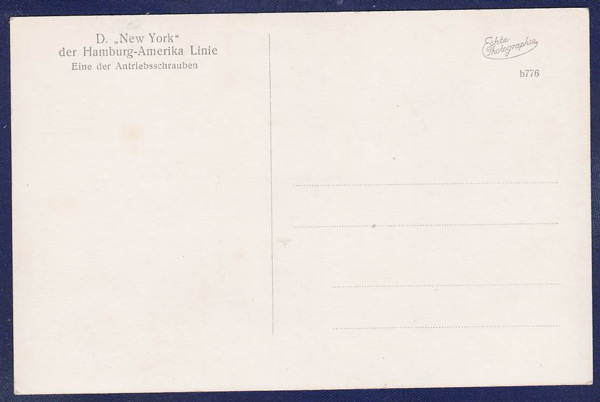 D. „New York“
der Hamburg-Amerika Linie
Eine der Antriebsschrauben
Echte
Photographie
b776